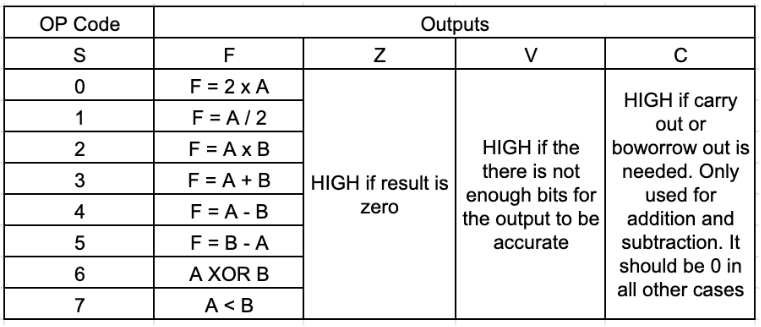 OP Code
Outputs
S
F
Z
V
C
0
F = 2 x A
1
F = A / 2
2
F = A x B
3
F = A + B
4
F = A - B
5
F = B - A
6
A XOR B
7
A < B
HIGH if result is
zero
HIGH if the
there is not
enough bits for
the output to be
accurate
HIGH if carry
out or
boworrow out is
needed. Only
used for
addition and
subtraction. It
should be 0 in
all other cases